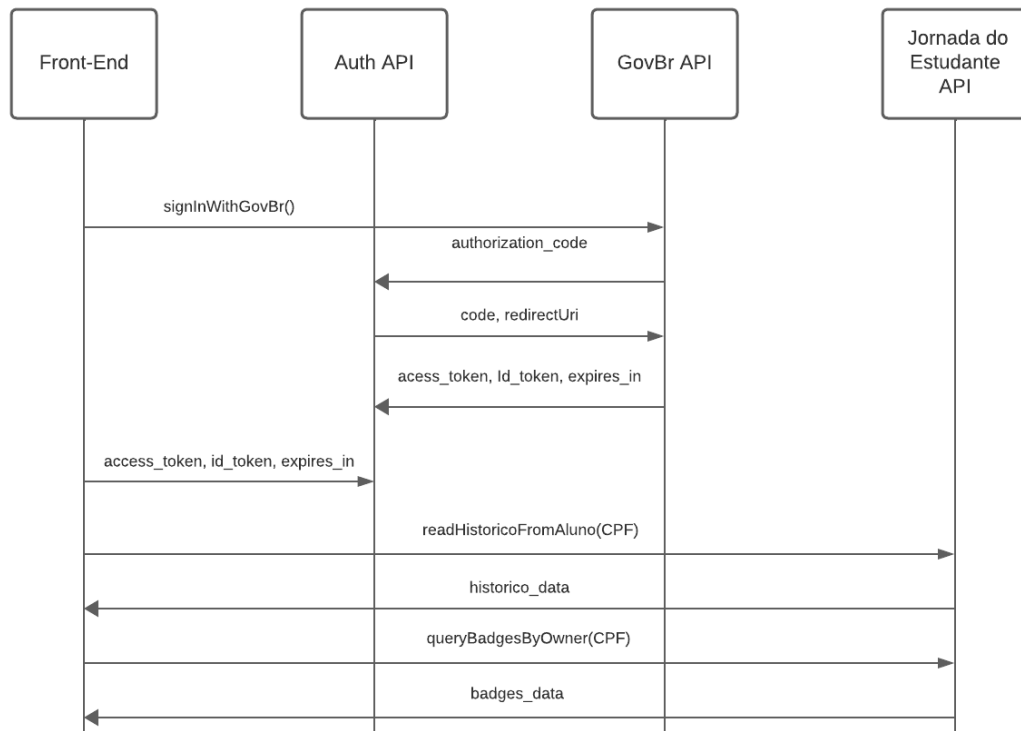 Front-End
Auth API
GovBr API
Jornada do
Estudante
API
signInWithGovBr()
authorization_code
code, redirectUri
acess_token, Id_token, expires_in
access_token, id_token, expires_in
readHistoricoFromAluno(CPF)
historico_data
queryBadgesByOwner(CPF)
badges_data